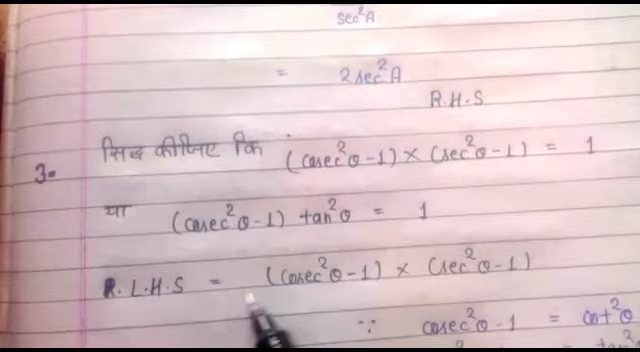 sec²A
= 2sec²A
R.H.S
3. सिद्ध कीजिए कि (cosec²θ-1) × (sec²θ-1) = 1
या (cosec²θ-1) tan²θ = 1
L.H.S = (cosec²θ-1) × (sec²θ-1)
∵ cosec²θ-1 = cot²θ